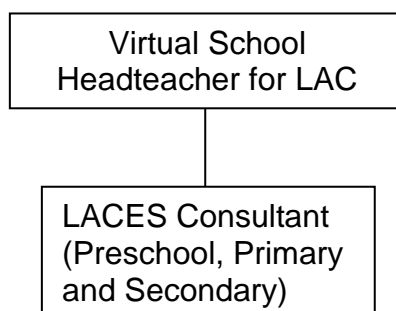 Virtual School
Headteacher for LAC
LACES Consultant
(Preschool, Primary
and Secondary)